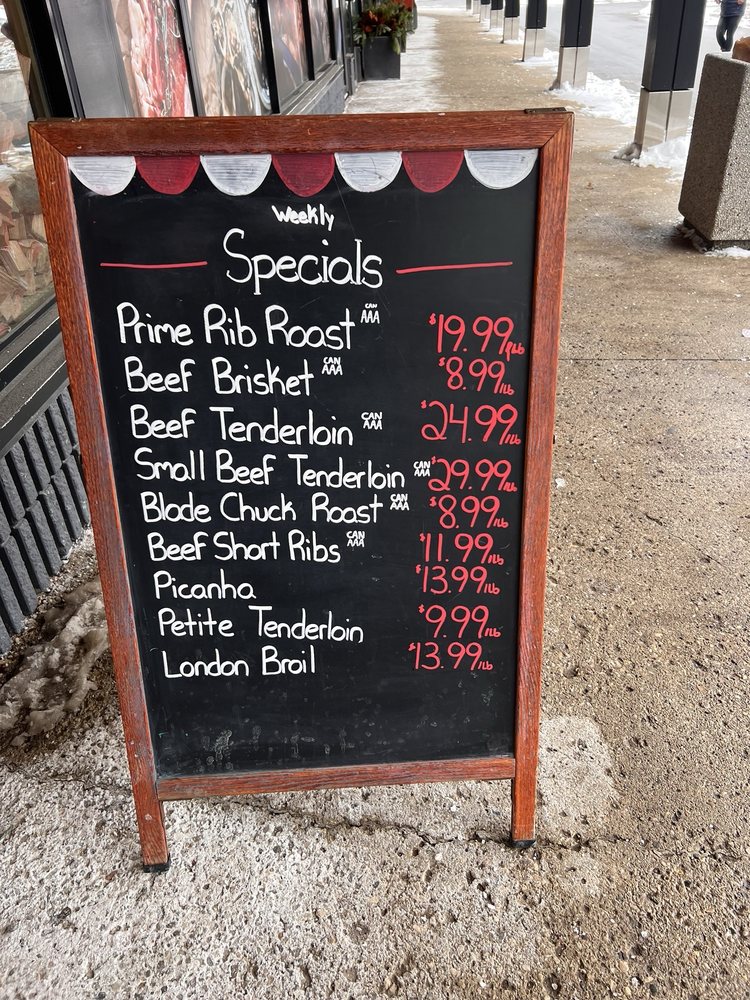 Weekly
Specials
Prime Rib Roast CAN AAA $19.99/lb
Beef Brisket CAN AAA $8.99/lb
Beef Tenderloin CAN AAA $24.99/lb
Small Beef Tenderloin CAN AAA $29.99/lb
Blade Chuck Roast CAN AAA $8.99/lb
Beef Short Ribs CAN AAA $11.99/lb
Picanha $13.99/lb
Petite Tenderloin $9.99/lb
London Broil $13.99/lb